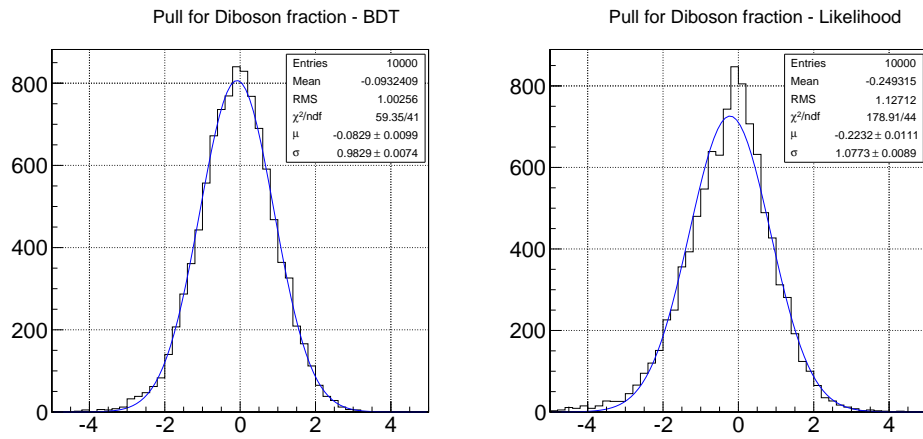 Pull for Diboson fraction - BDT
Entries 10000
Mean -0.0932409
RMS 1.00256
χ²/ndf 59.35/41
μ -0.0829 ± 0.0099
σ 0.9829 ± 0.0074
800
600
400
200
0
-4 -2 0 2 4
Pull for Diboson fraction - Likelihood
Entries 10000
Mean -0.249315
RMS 1.12712
χ²/ndf 178.91/44
μ -0.2232 ± 0.0111
σ 1.0773 ± 0.0089
800
600
400
200
0
-4 -2 0 2 4